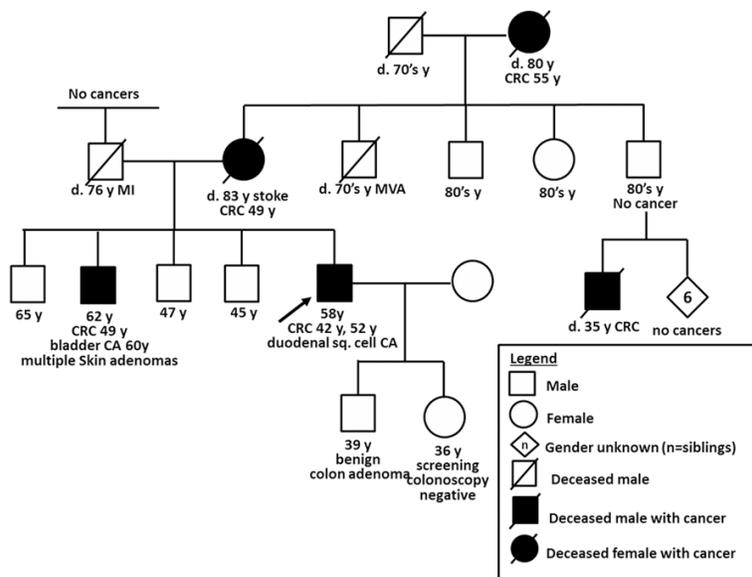 d. 70's y
d. 80 y
CRC 55 y
No cancers
d. 76 y MI
d. 83 y stoke
CRC 49 y
d. 70's y MVA
80's y
80's y
80's y
No cancer
65 y
62 y
CRC 49 y
bladder CA 60y
multiple Skin adenomas
47 y
45 y
58y
CRC 42 y, 52 y
duodenal sq. cell CA
d. 35 y CRC
6
no cancers
39 y
benign
colon adenoma
36 y
screening
colonoscopy
negative
Legend
Male
Female
n
Gender unknown (n=siblings)
Deceased male
Deceased male with cancer
Deceased female with cancer